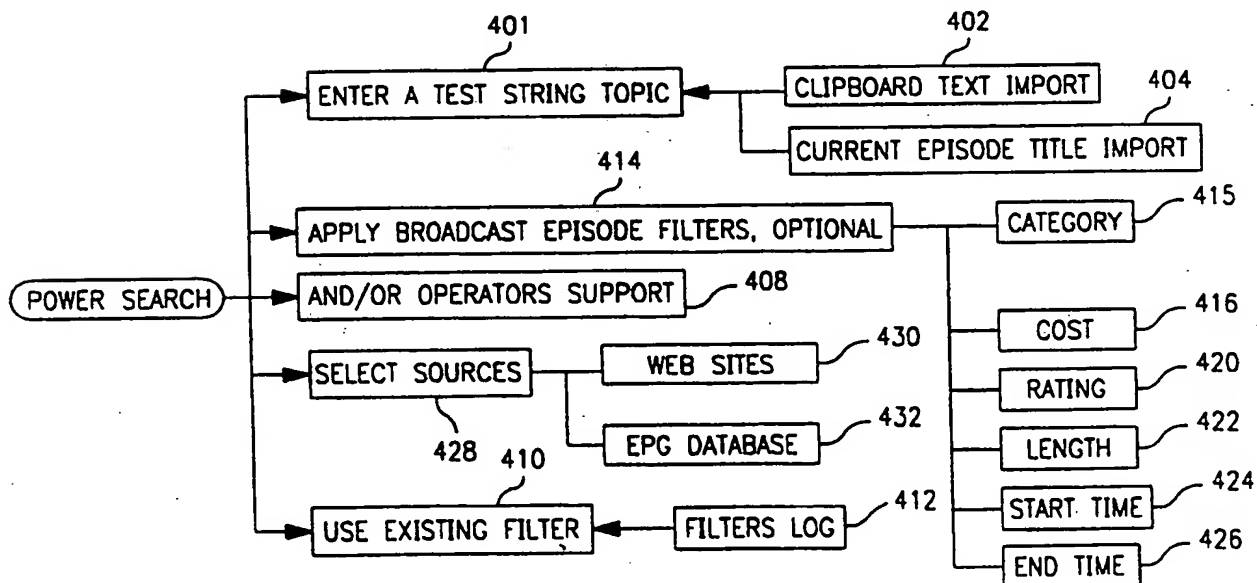 401
402
ENTER A TEST STRING TOPIC
CLIPBOARD TEXT IMPORT
404
CURRENT EPISODE TITLE IMPORT
414
APPLY BROADCAST EPISODE FILTERS, OPTIONAL
CATEGORY
415
POWER SEARCH
AND/OR OPERATORS SUPPORT
408
COST
416
SELECT SOURCES
428
WEB SITES
430
RATING
420
EPG DATABASE
432
LENGTH
422
410
USE EXISTING FILTER
FILTERS LOG
412
START TIME
424
END TIME
426